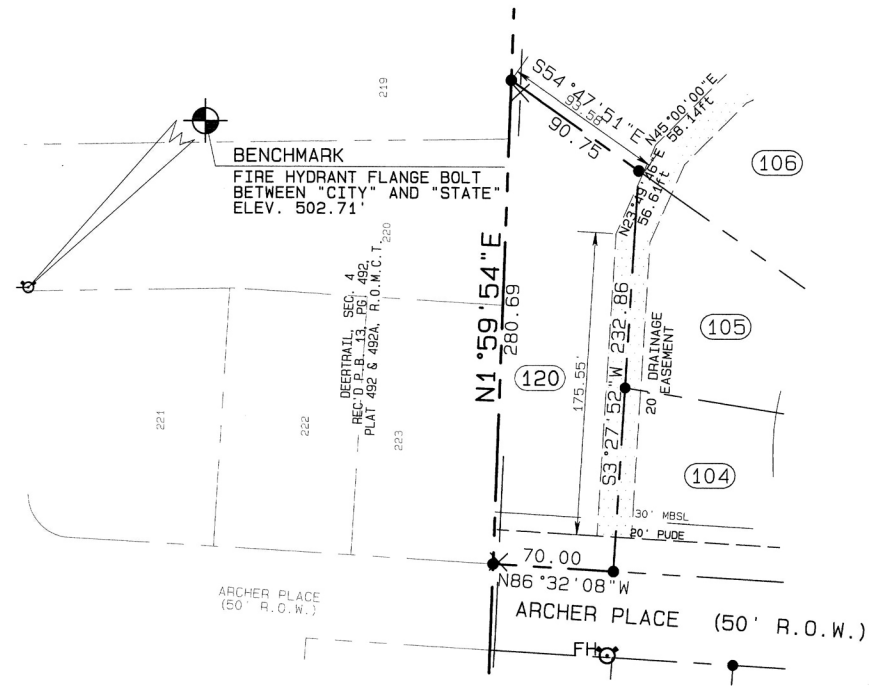 219
S54°47'51"E
93.58
90.75
N45°00'00"E
58.14ft
N23°49'46"E
56.61ft
106
BENCHMARK
FIRE HYDRANT FLANGE BOLT
BETWEEN "CITY" AND "STATE"
ELEV. 502.71'
220
DEERTRAIL, SEC. 4
REC'D P.B. 13, PG. 492,
PLAT 492 & 492A, R.O.M.C.T.
N1°59'54"E
280.69
120
175.55'
S3°27'52"W 232.86
20' DRAINAGE
EASEMENT
105
221
222
223
104
30' MBSL
20' PUDE
70.00
N86°32'08"W
ARCHER PLACE
(50' R.O.W.)
ARCHER PLACE (50' R.O.W.)
FH